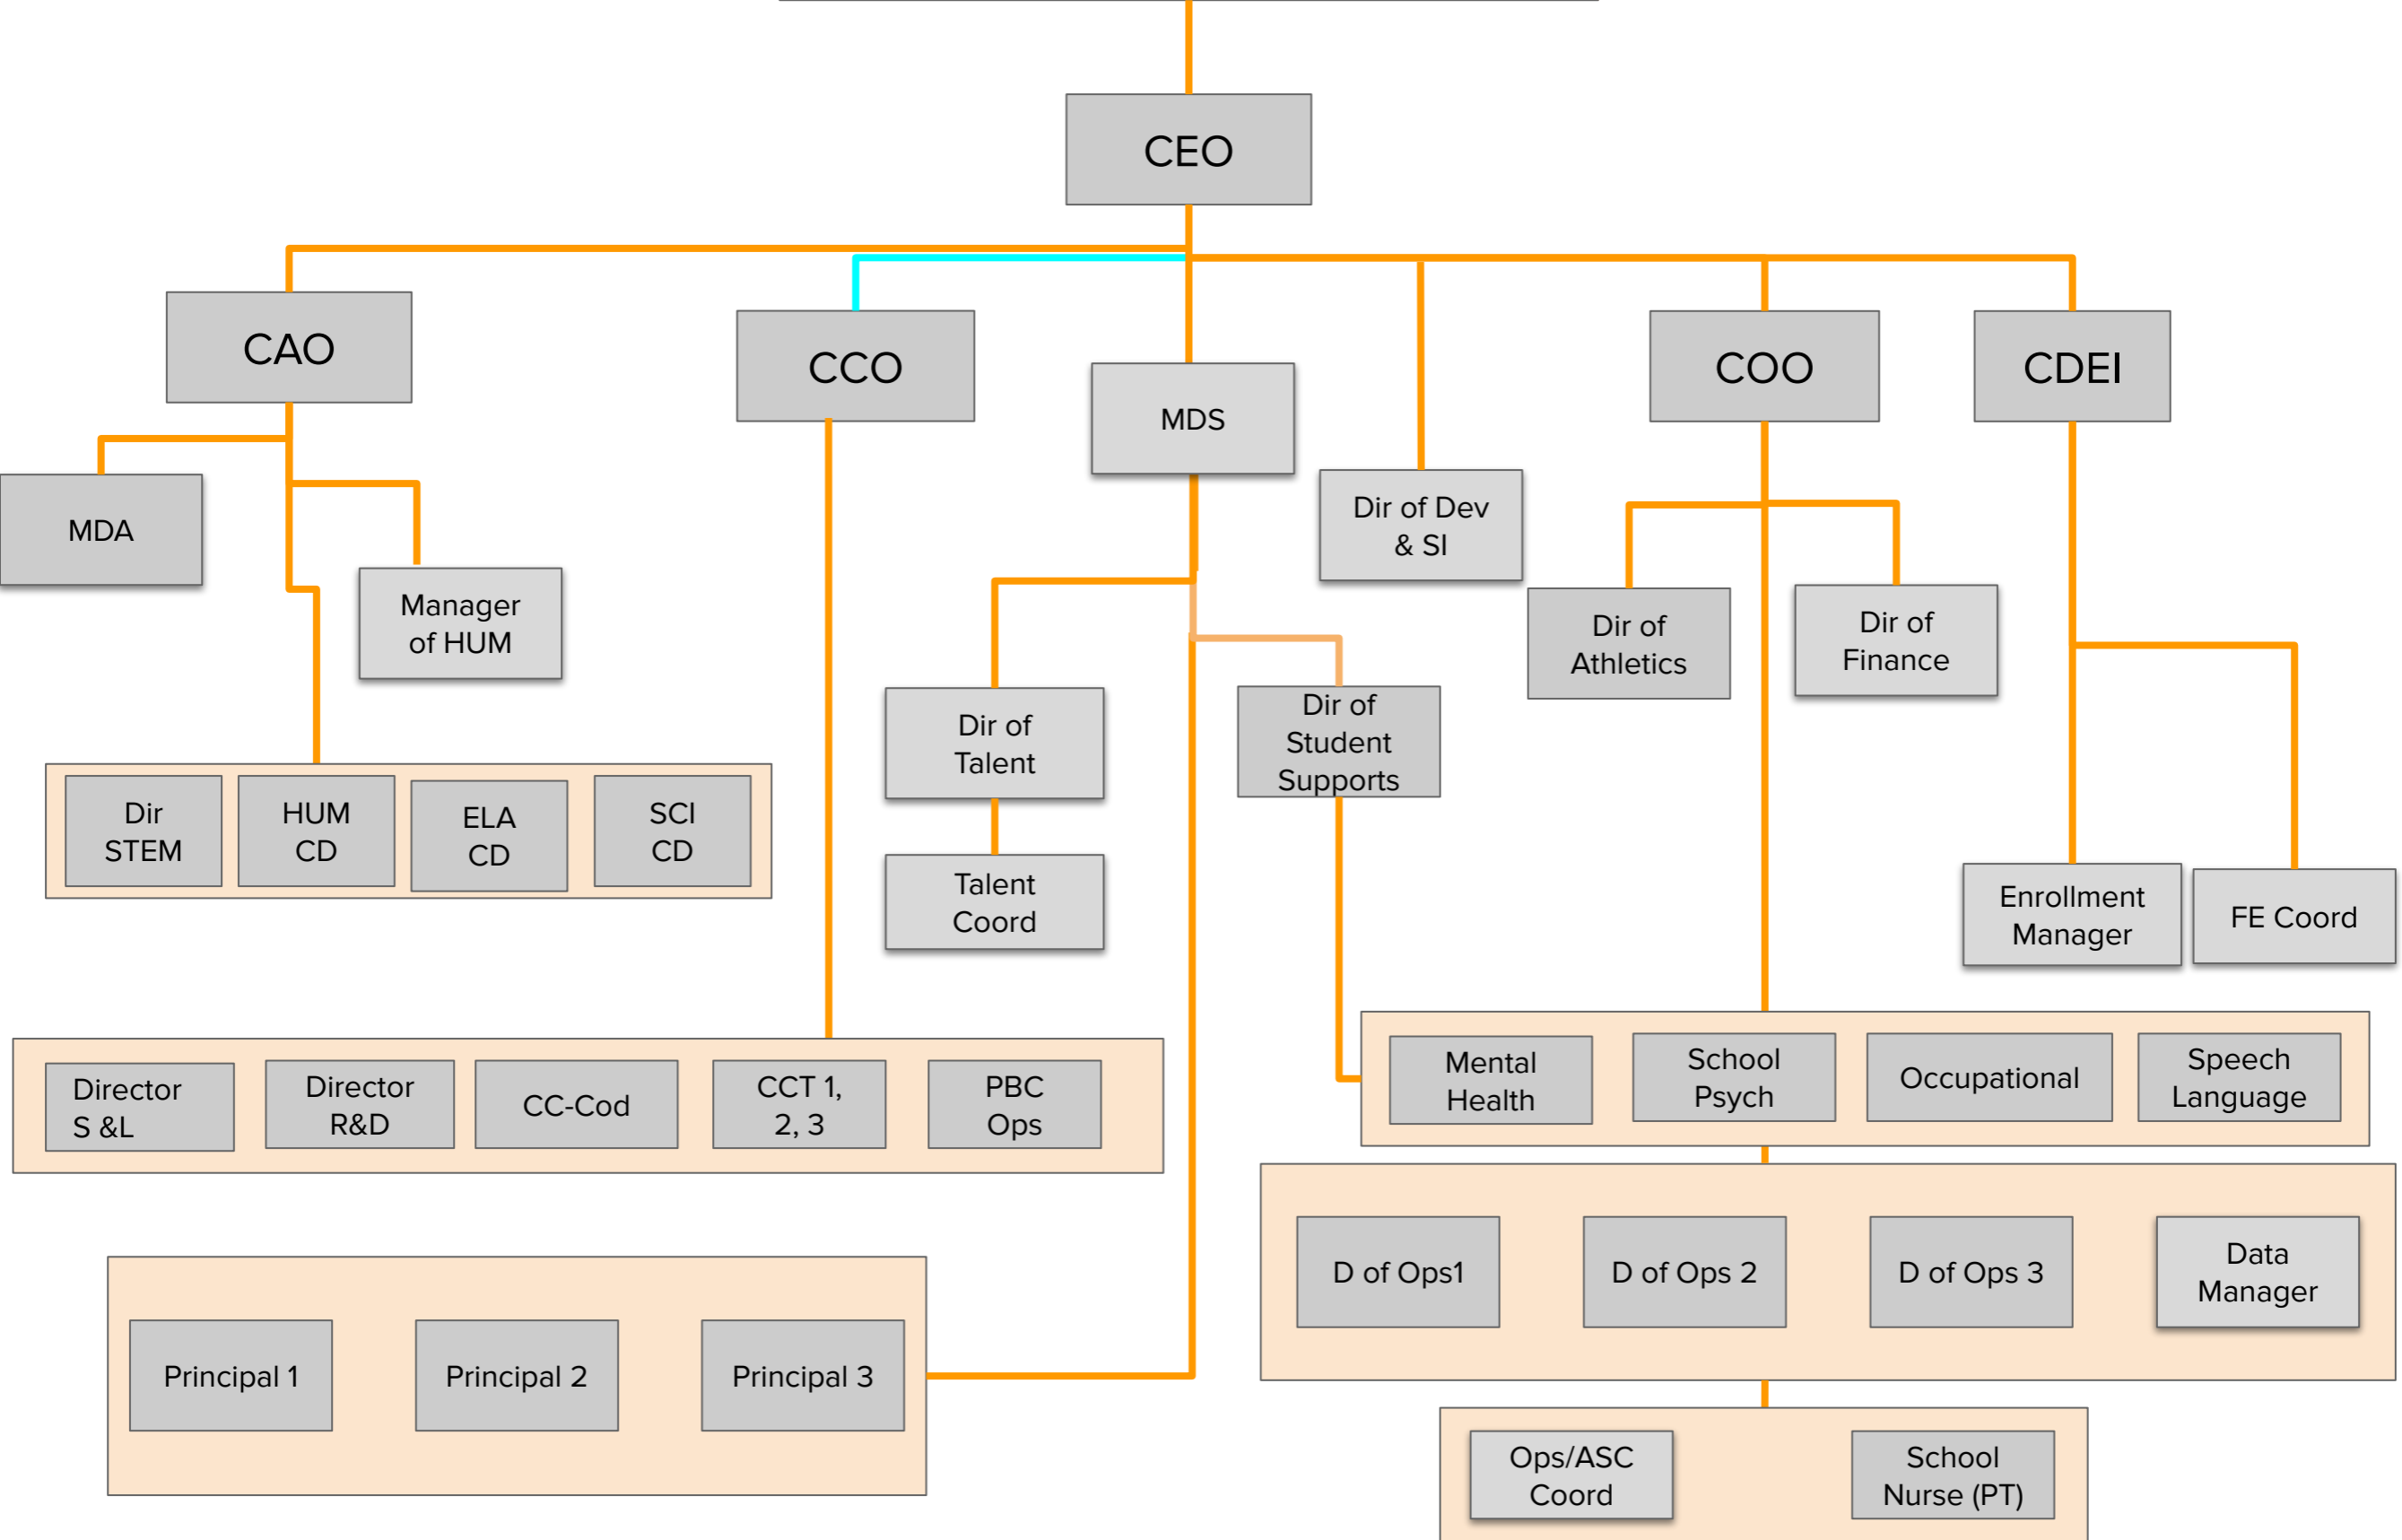 CEO
CAO
CCO
MDS
COO
CDEI
MDA
Manager
of HUM
Dir of Dev
& SI
Dir of
Athletics
Dir of
Finance
Dir of
Talent
Dir of
Student
Supports
Dir
STEM
HUM
CD
ELA
CD
SCI
CD
Talent
Coord
Enrollment
Manager
FE Coord
Director
S &L
Director
R&D
CC-Cod
CCT 1,
2, 3
PBC
Ops
Mental
Health
School
Psych
Occupational
Speech
Language
D of Ops1
D of Ops 2
D of Ops 3
Data
Manager
Principal 1
Principal 2
Principal 3
Ops/ASC
Coord
School
Nurse (PT)